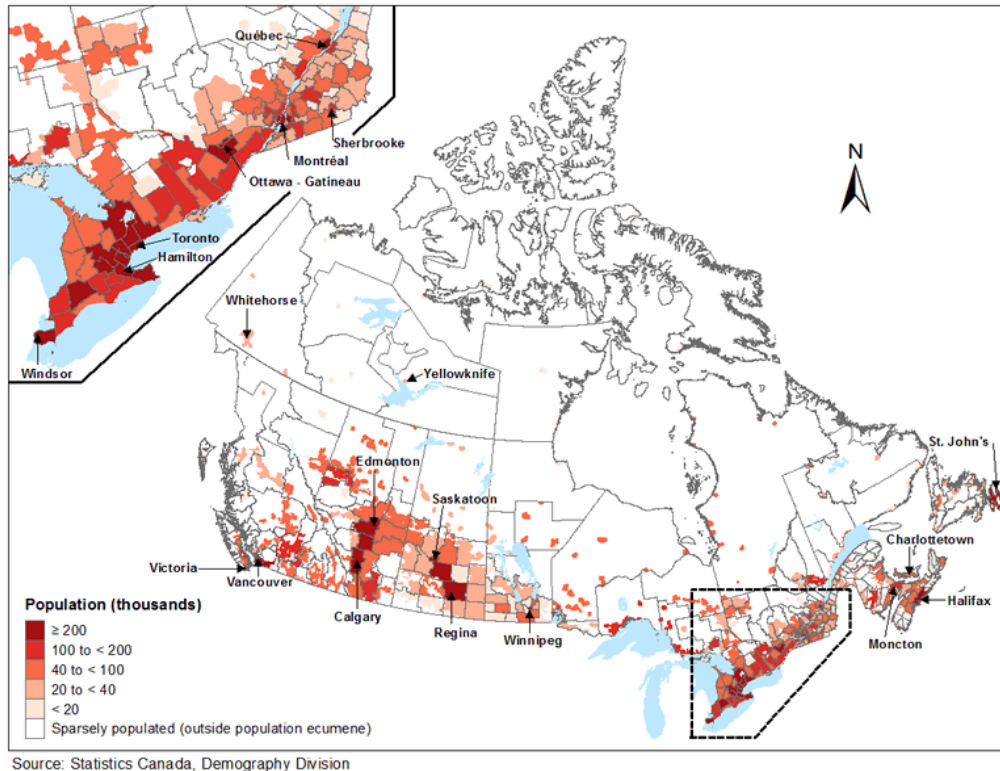 Québec
Sherbrooke
Montréal
Ottawa - Gatineau
Toronto
Hamilton
Windsor
N
Whitehorse
Yellowknife
Edmonton
Saskatoon
St. John's
Charlottetown
Victoria
Vancouver
Calgary
Regina
Winnipeg
Halifax
Moncton
Population (thousands)
≥ 200
100 to < 200
40 to < 100
20 to < 40
< 20
Sparsely populated (outside population ecumene)
Source: Statistics Canada, Demography Division